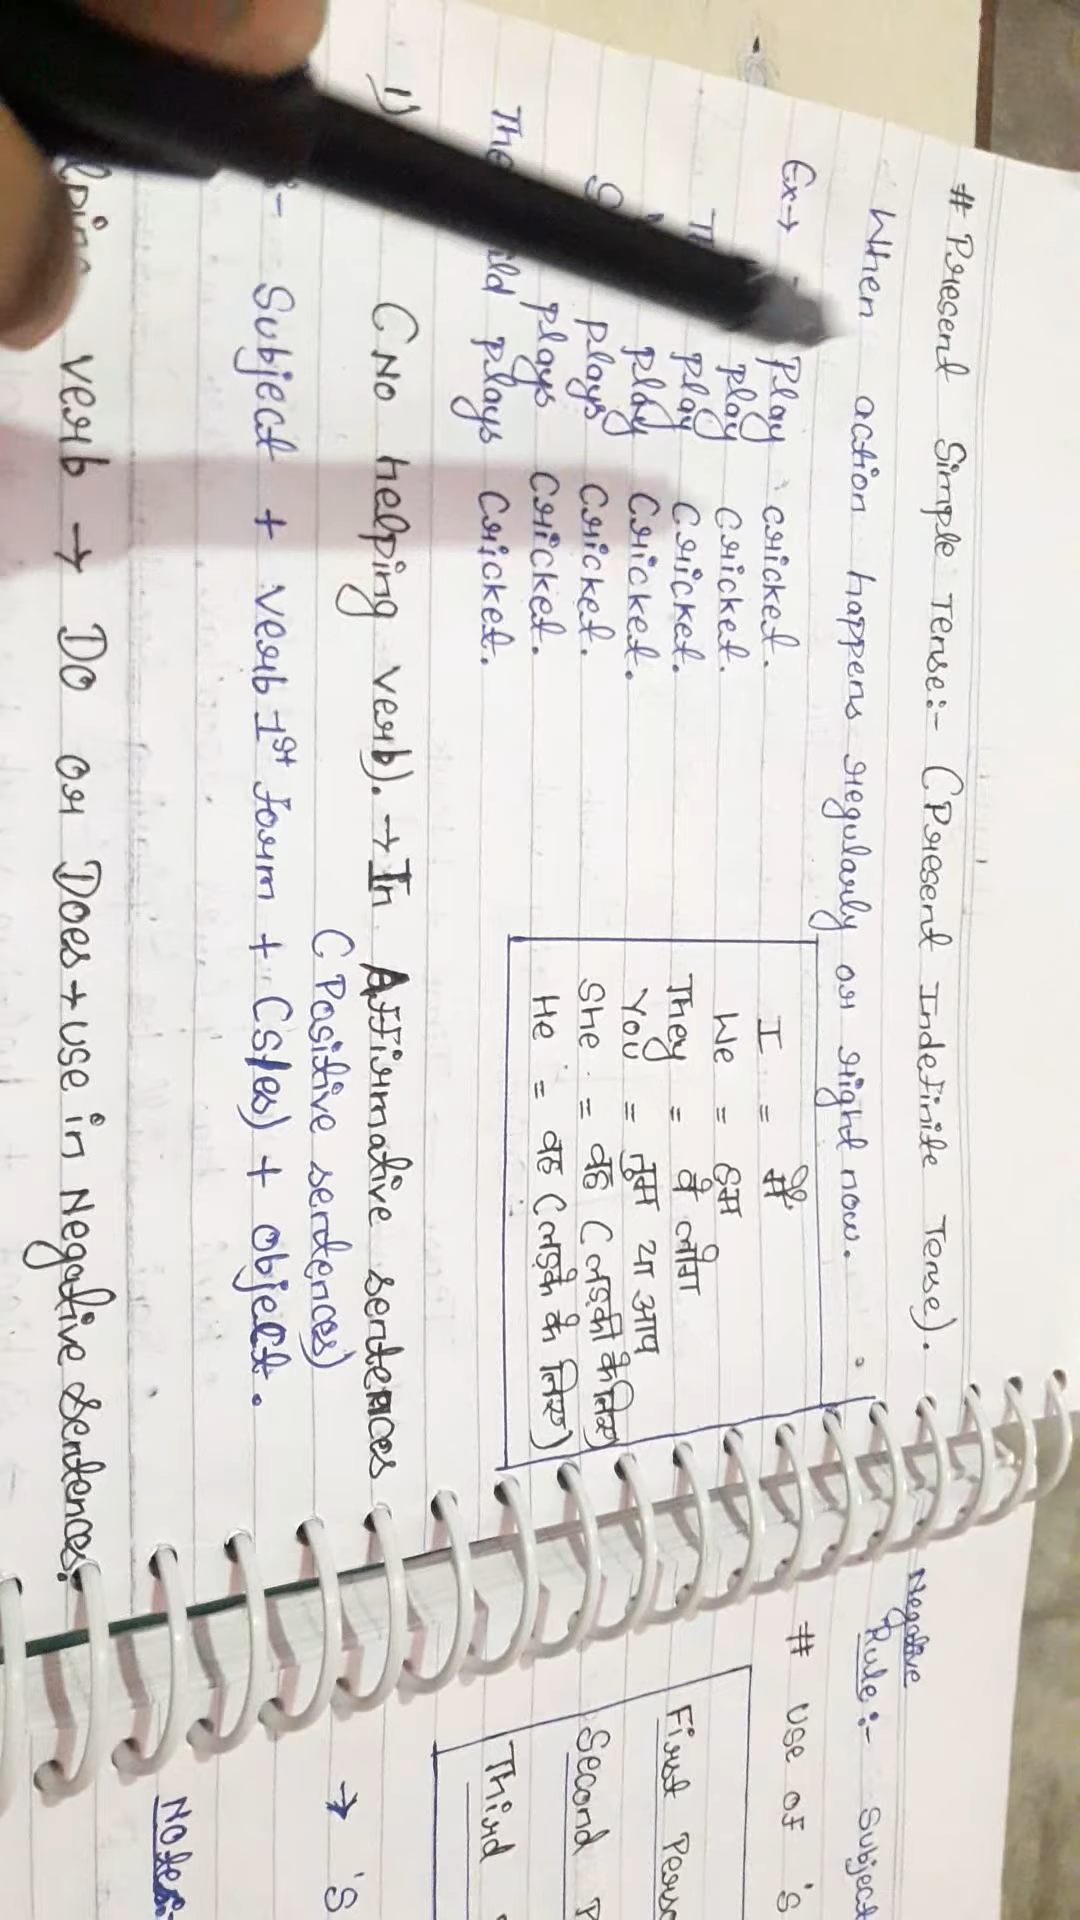 # Present Simple Tense:- (Present Indefinite Tense).
When action happens regularly or right now.
Ex→ Play cricket.
play cricket.
play cricket.
play cricket.
plays cricket.
plays cricket.
plays cricket.
I = मैं
We = हम
They = वे लोग
You = तुम या आप
She = वह (लड़की के लिए)
He = वह (लड़के के लिए)
1) (No helping verb). → In Affirmative sentences
(Positive sentences)
:- Subject + verb 1st form + (s/es) + object.
verb → Do or Does → use in Negative sentences.
Negative
Rule:- Subject
# use of 's
First
Second
Third
→ 's
Notes:-